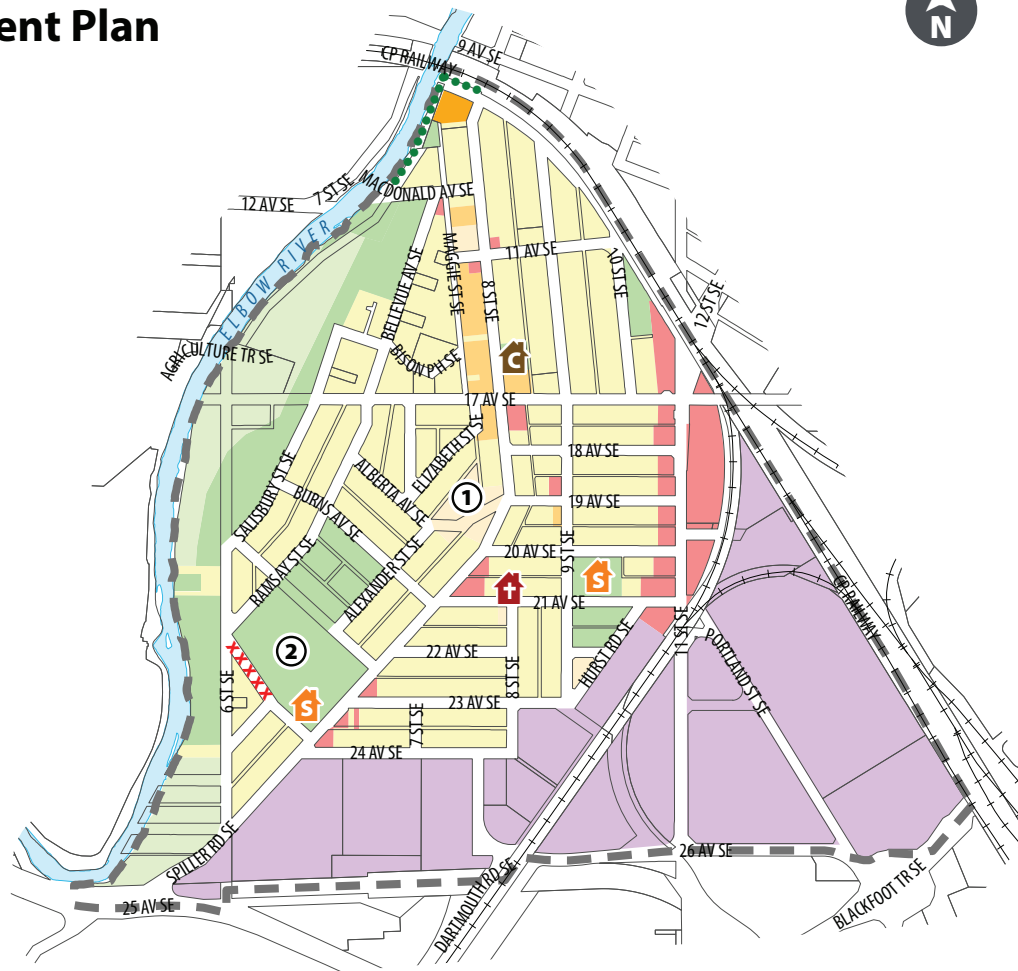 ent Plan
N
9 AV SE
CP RAILWAY
7 ST SE
MACDONALD AV SE
12 AV SE
ELBOW RIVER
MAGGIE ST SE
11 AV SE
10 ST SE
BELLEVUE AV SE
8 ST SE
12 ST SE
AGRICULTURE TR SE
BISON PH SE
C
17 AV SE
ELIZABETH ST SE
18 AV SE
ALBERTA AV SE
SALISBURY ST SE
BURNS AV SE
1
19 AV SE
20 AV SE
9 ST SE
RAMSAY ST SE
ALEXANDER ST SE
S
21 AV SE
CP RAILWAY
2
22 AV SE
HURST RD SE
11 ST SE
PORTLAND ST SE
6 ST SE
S
8 ST SE
23 AV SE
7 ST SE
24 AV SE
SPILLER RD SE
26 AV SE
25 AV SE
DARTMOUTH RD SE
BLACKFOOT TR SE